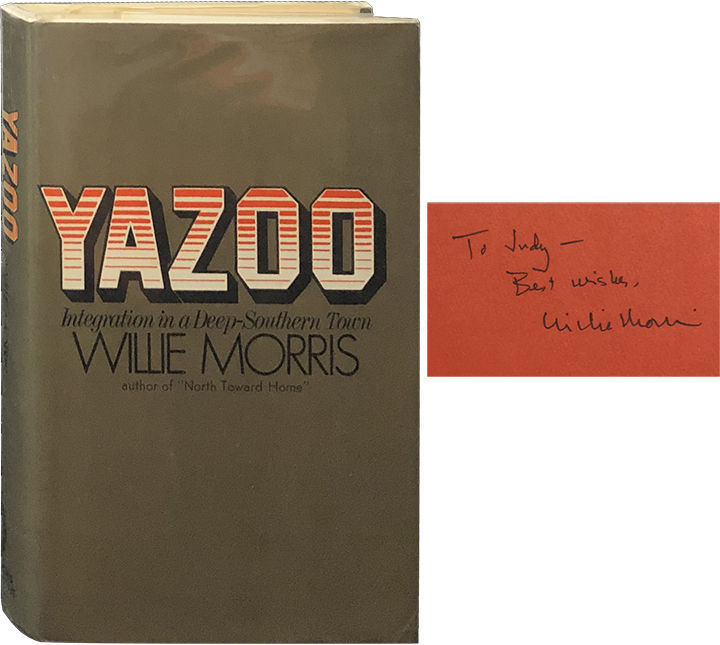 YAZOO
YAZOO
Integration in a Deep-Southern Town
WILLIE MORRIS
author of "North Toward Home"
To Judy —
Best wishes,
Willie Morris